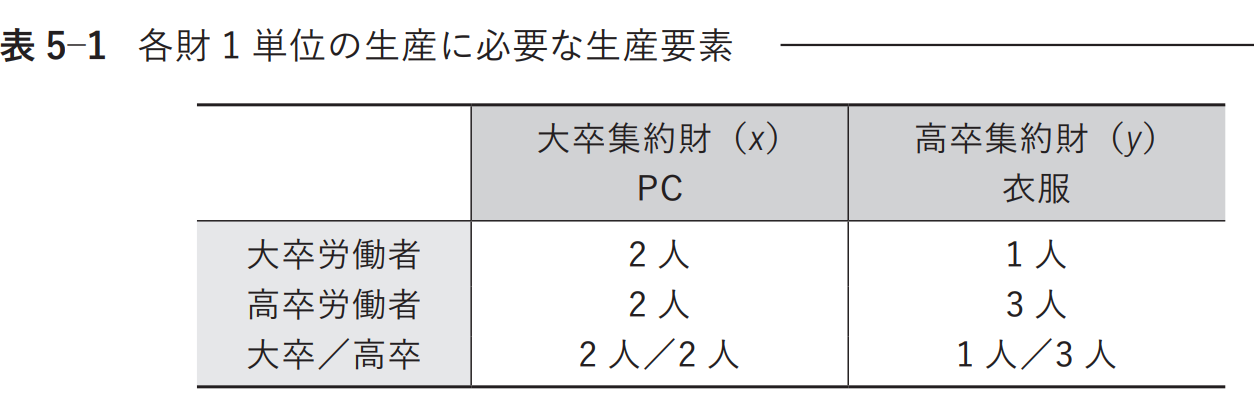 表 5−1 各財 1 単位の生産に必要な生産要素
大卒集約財（x） 高卒集約財（y）
PC 衣服
大卒労働者 2 人 1 人
高卒労働者 2 人 3 人
大卒／高卒 2 人／2 人 1 人／3 人